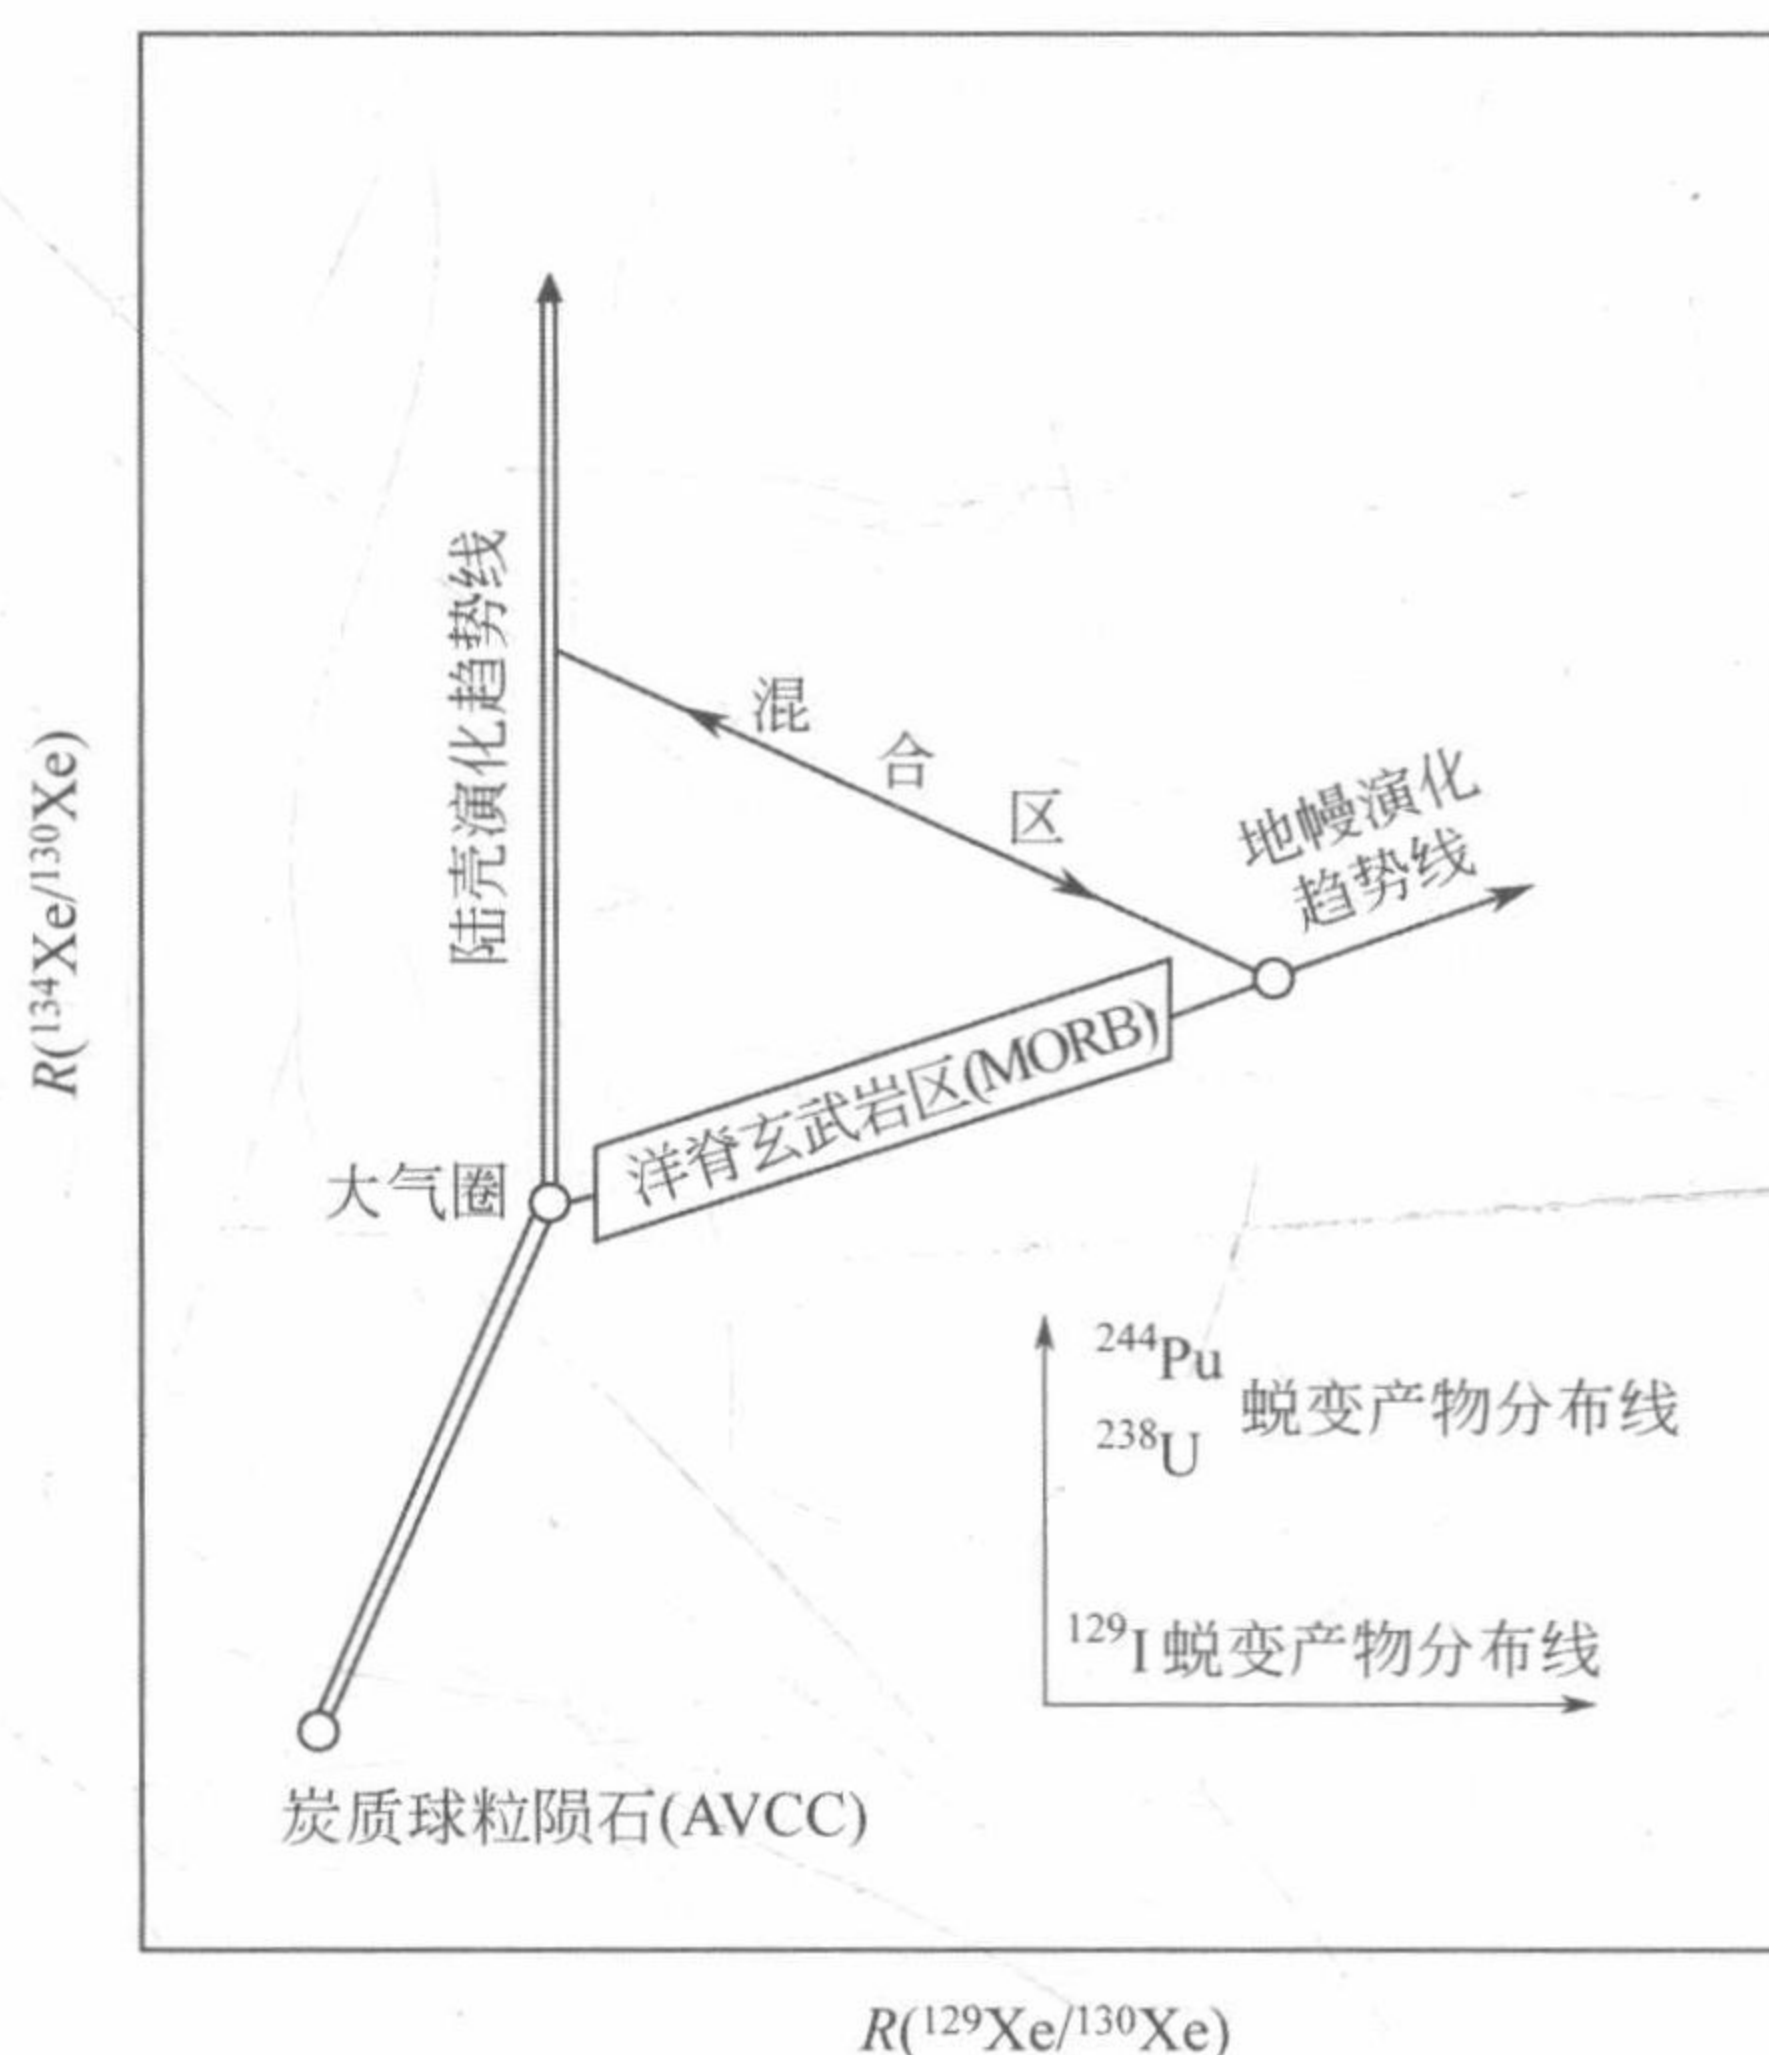 R(¹³⁴Xe/¹³⁰Xe)
陆壳演化趋势线
混合区
地幔演化
趋势线
洋脊玄武岩区(MORB)
大气圈
²⁴⁴Pu
²³⁸U
蜕变产物分布线
¹²⁹I蜕变产物分布线
炭质球粒陨石(AVCC)
R(¹²⁹Xe/¹³⁰Xe)